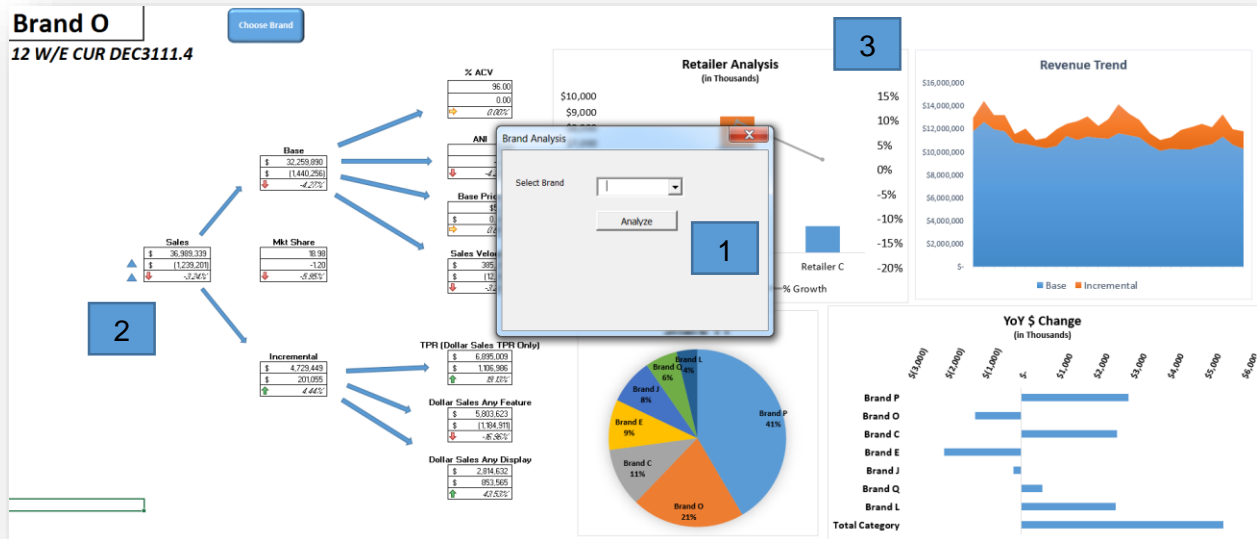 Brand O
Choose Brand
12 W/E CUR DEC3111.4
1
2
3
Brand Analysis
Select Brand
Analyze
% ACV
96.00
0.00
0.00%
ANI
Base
$ 32,259,890
$ (1,440,256)
-4.27%
Sales
$ 36,989,339
$ (1,239,201)
-3.24%
Mkt Share
18.98
-1.20
-5.95%
Incremental
$ 4,729,449
$ 201,055
4.44%
TPR (Dollar Sales TPR Only)
$ 6,895,009
$ 1,106,986
19.13%
Dollar Sales Any Feature
$ 5,803,623
$ (1,184,911)
-16.96%
Dollar Sales Any Display
$ 2,814,632
$ 853,565
43.53%
Retailer Analysis
(in Thousands)
$10,000
$9,000
15%
10%
5%
0%
-5%
-10%
-15%
-20%
Retailer C
% Growth
Revenue Trend
$16,000,000
$14,000,000
$12,000,000
$10,000,000
$8,000,000
$6,000,000
$4,000,000
$2,000,000
$-
Base
Incremental
Brand L
4%
Brand Q
6%
Brand J
8%
Brand E
9%
Brand C
11%
Brand O
21%
Brand P
41%
YoY $ Change
(in Thousands)
$(3,000)
$(2,000)
$(1,000)
$-
$1,000
$2,000
$3,000
$4,000
$5,000
Brand P
Brand O
Brand C
Brand E
Brand J
Brand Q
Brand L
Total Category